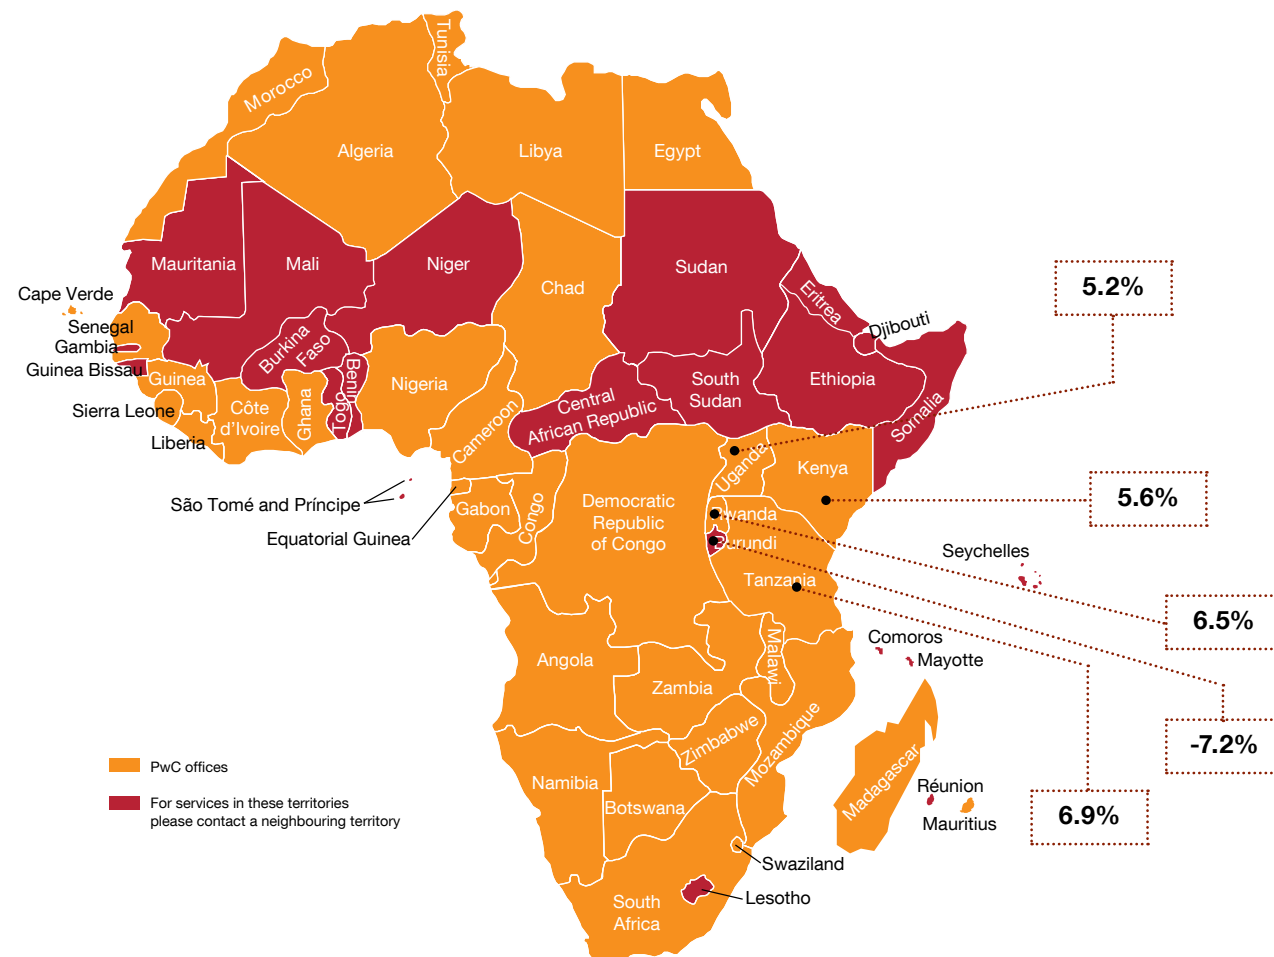 Tunisia
Morocco
Algeria
Libya
Egypt
Mauritania
Mali
Niger
Chad
Sudan
Eritrea
Djibouti
5.2%
Cape Verde
Senegal
Gambia
Guinea Bissau
Guinea
Sierra Leone
Liberia
Côte
d’Ivoire
Burkina
Faso
Ghana
Togo
Benin
Nigeria
Cameroon
Central
African Republic
South
Sudan
Ethiopia
Somalia
Uganda
Kenya
5.6%
São Tomé and Príncipe
Equatorial Guinea
Gabon
Congo
Democratic
Republic
of Congo
Rwanda
Burundi
Tanzania
Seychelles
6.5%
Comoros
Mayotte
Angola
Zambia
Malawi
Mozambique
Zimbabwe
-7.2%
Namibia
Botswana
Madagascar
Réunion
Mauritius
6.9%
PwC offices
For services in these territories
please contact a neighbouring territory
Swaziland
Lesotho
South
Africa